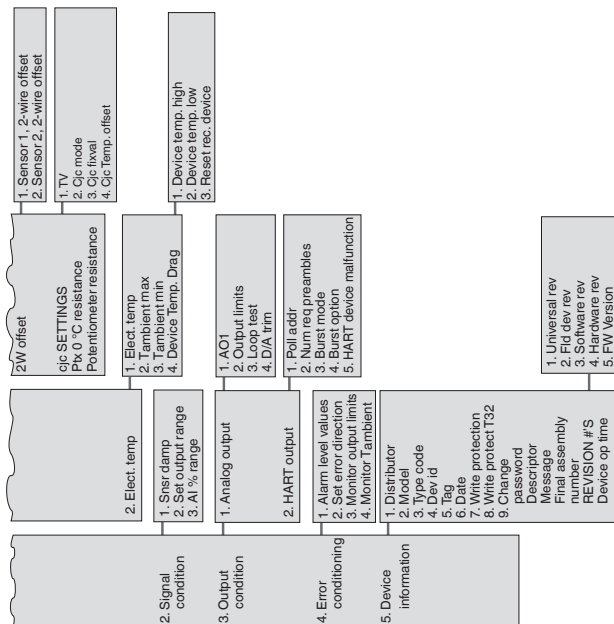 2. Signal
condition
3. Output
condition
4. Error
conditioning
5. Device
information
2. Elect. temp
1. Snsr damp
2. Set output range
3. AI % range
1. Analog output
2. HART output
1. Alarm level values
2. Set error direction
3. Monitor output limits
4. Monitor Tambient
1. Distributor
2. Model
3. Type code
4. Dev id
5. Tag
6. Date
7. Write protection
8. Write protect T32
9. Change
password
Descriptor
Message
Final assembly
number
REVISION #'S
Device op time
2W offset
cjc SETTINGS
Ptx 0 °C resistance
Potentiometer resistance
1. Elect. temp
2. Tambient max
3. Tambient min
4. Device Temp. Drag
1. AO1
2. Output limits
3. Loop test
4. D/A trim
1. Poll addr
2. Num req preambles
3. Burst mode
4. Burst option
5. HART device malfunction
1. Universal rev
2. Fld dev rev
3. Software rev
4. Hardware rev
5. FW Version
1. Sensor 1, 2-wire offset
2. Sensor 2, 2-wire offset
1. TV
2. Cjc mode
3. Cjc fixval
4. Cjc Temp. offset
1. Device temp. high
2. Device temp. low
3. Reset rec. device